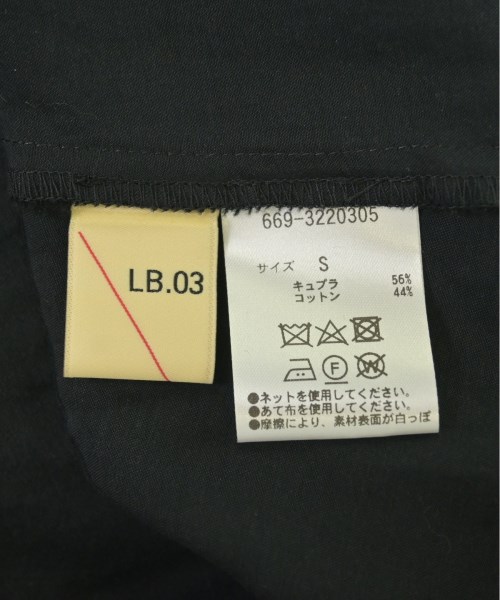 LB.03
669-3220305
サイズ S
キュプラ 56%
コットン 44%
F W
●ネットを使用してください。
●あて布を使用してください。
●摩擦により、素材表面が白っぽ